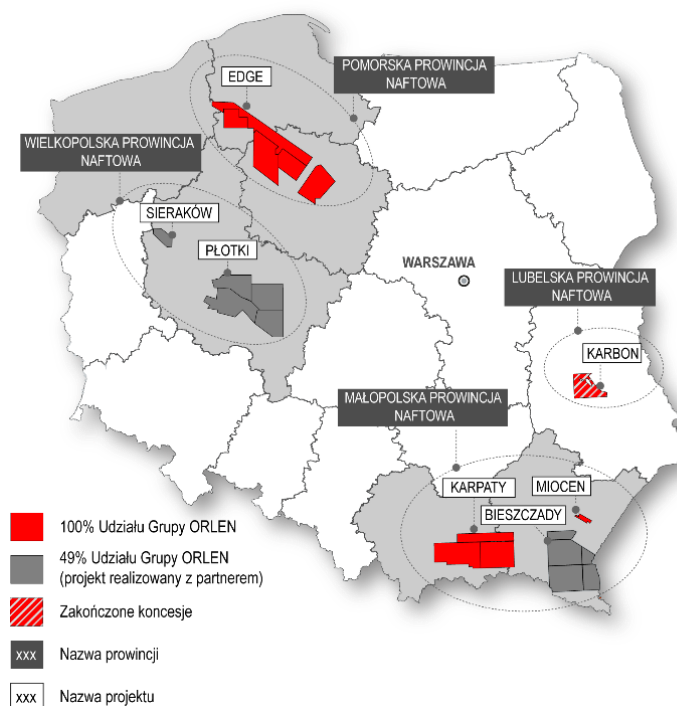 POMORSKA PROWINCJA
NAFTOWA
EDGE
WIELKOPOLSKA PROWINCJA
NAFTOWA
SIERAKÓW
PŁOTKI
WARSZAWA
LUBELSKA PROWINCJA
NAFTOWA
KARBON
MAŁOPOLSKA PROWINCJA
NAFTOWA
KARPATY
MIOCEN
BIESZCZADY
100% Udziału Grupy ORLEN
49% Udziału Grupy ORLEN
(projekt realizowany z partnerem)
Zakończone koncesje
xxx Nazwa prowincji
xxx Nazwa projektu